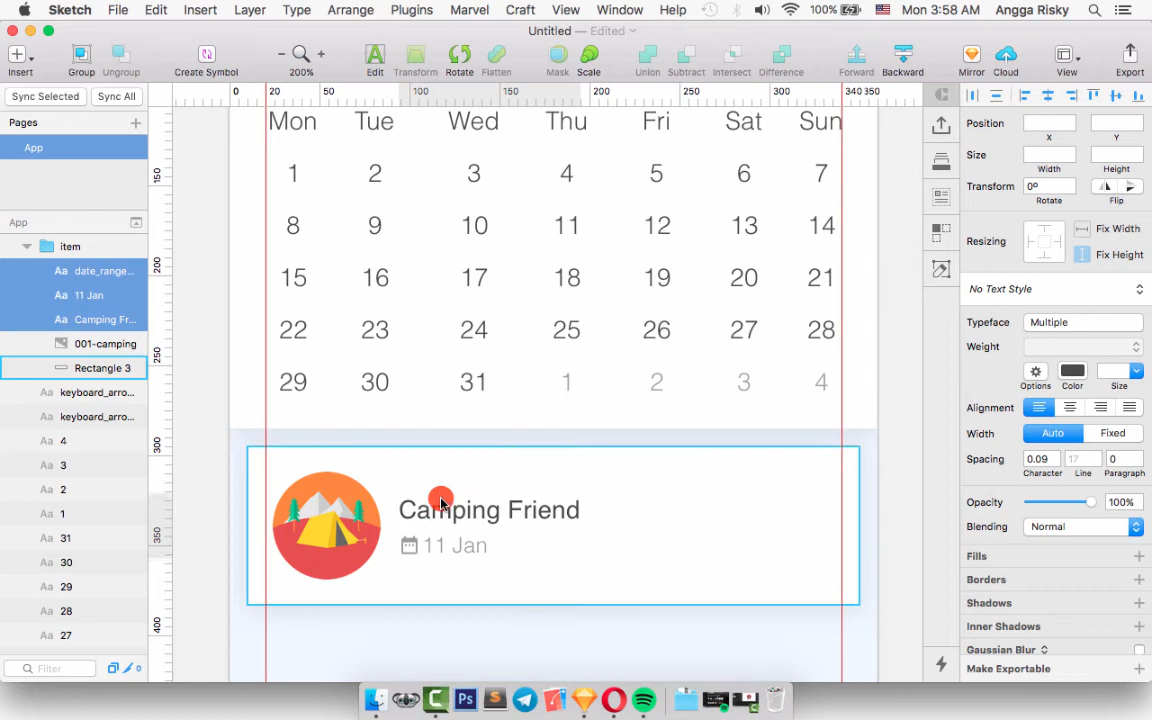 Sketch File Edit Insert Layer Type Arrange Plugins Marvel Craft View Window Help 100% Mon 3:58 AM Angga Risky
Untitled — Edited
Insert Group Ungroup Create Symbol 200% Edit Transform Rotate Flatten Mask Scale Union Subtract Intersect Difference Forward Backward Mirror Cloud View Export
Sync Selected Sync All
Pages
App
App
item
date_range...
11 Jan
Camping Fr...
001-camping
Rectangle 3
keyboard_arro...
keyboard_arro...
4
3
2
1
31
30
29
28
27
Filter 0
0 20 50 100 150 200 250 300 340 350
150
200
250
300
350
400
Mon Tue Wed Thu Fri Sat Sun
1 2 3 4 5 6 7
8 9 10 11 12 13 14
15 16 17 18 19 20 21
22 23 24 25 26 27 28
29 30 31 1 2 3 4
Camping Friend
11 Jan
Position
X Y
Size
Width Height
Transform 0º
Rotate Flip
Resizing Fix Width
Fix Height
No Text Style
Typeface Multiple
Weight
Options Color Size
Alignment
Width Auto Fixed
Spacing 0.09 17 0
Character Line Paragraph
Opacity 100%
Blending Normal
Fills
Borders
Shadows
Inner Shadows
Gaussian Blur
Make Exportable